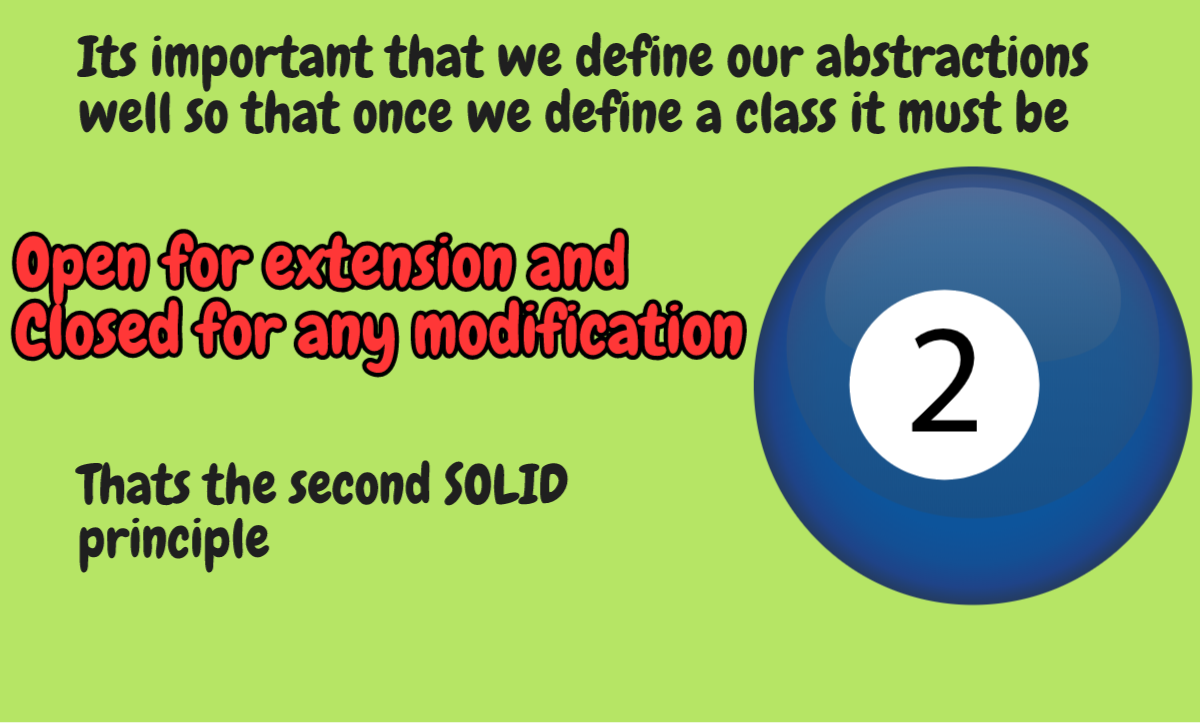 Its important that we define our abstractions
well so that once we define a class it must be
Open for extension and
Closed for any modification
2
Thats the second SOLID
principle